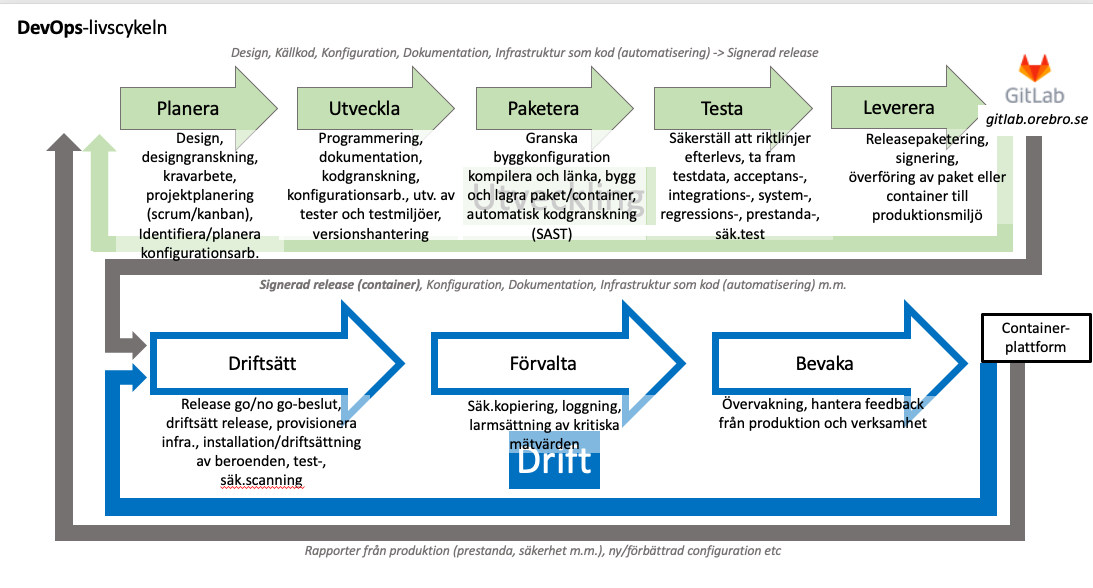 DevOps-livscykeln
Design, Källkod, Konfiguration, Dokumentation, Infrastruktur som kod (automatisering) -> Signerad release
Planera
Utveckla
Paketera
Testa
Leverera
GitLab
gitlab.orebro.se
Design,
designgranskning,
kravarbete,
projektplanering
(scrum/kanban),
Identifiera/planera
konfigurationsarb.
Programmering,
dokumentation,
kodgranskning,
konfigurationsarb., utv. av
tester och testmiljöer,
versionshantering
Granska
byggkonfiguration
kompilera och länka, bygg
och lagra paket/container,
automatisk kodgranskning
(SAST)
Utveckling
Säkerställ att riktlinjer
efterlevs, ta fram
testdata, acceptans-,
integrations-, system-,
regressions-, prestanda-,
säk.test
Releasepaketering,
signering,
överföring av paket eller
container till
produktionsmiljö
Signerad release (container), Konfiguration, Dokumentation, Infrastruktur som kod (automatisering) m.m.
Driftsätt
Förvalta
Bevaka
Container-
plattform
Release go/no go-beslut,
driftsätt release, provisionera
infra., installation/driftsättning
av beroenden, test-,
säk.scanning
Säk.kopiering, loggning,
larmsättning av kritiska
mätvärden
Drift
Övervakning, hantera feedback
från produktion och verksamhet
Rapporter från produktion (prestanda, säkerhet m.m.), ny/förbättrad configuration etc